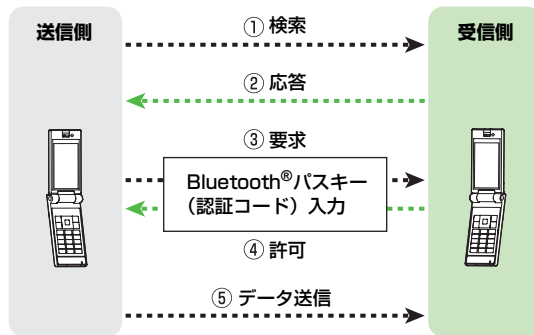 送信側
受信側
① 検索
② 応答
③ 要求
Bluetooth®パスキー
（認証コード）入力
④ 許可
⑤ データ送信